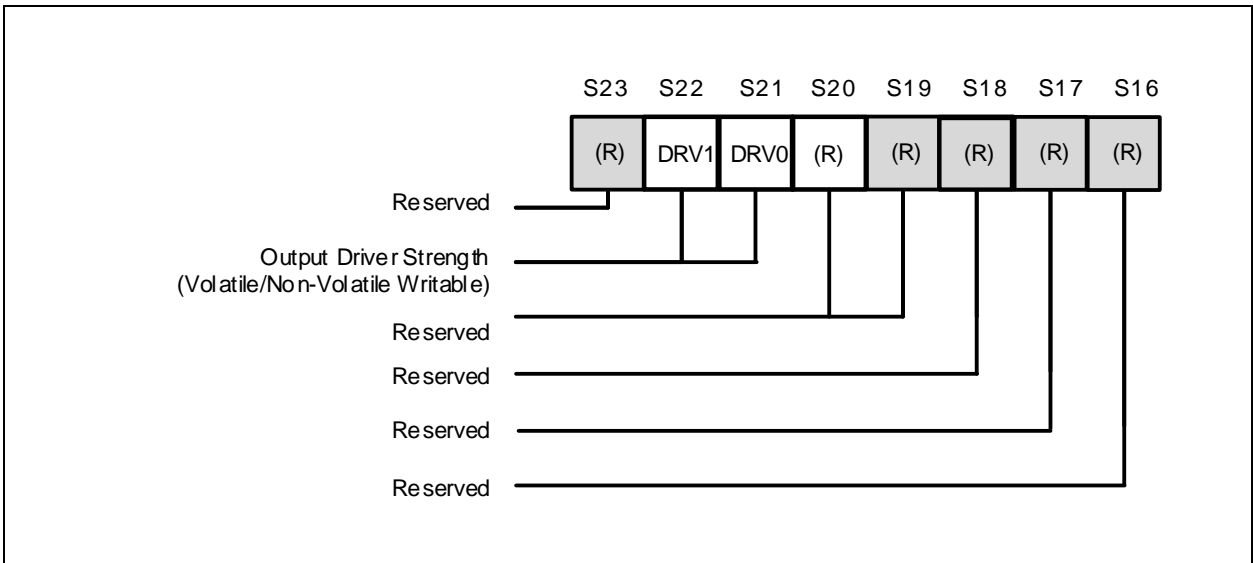 S23 S22 S21 S20 S19 S18 S17 S16
(R) DRV1 DRV0 (R) (R) (R) (R) (R)
Reserved
Output Driver Strength
(Volatile/Non-Volatile Writable)
Reserved
Reserved
Reserved
Reserved